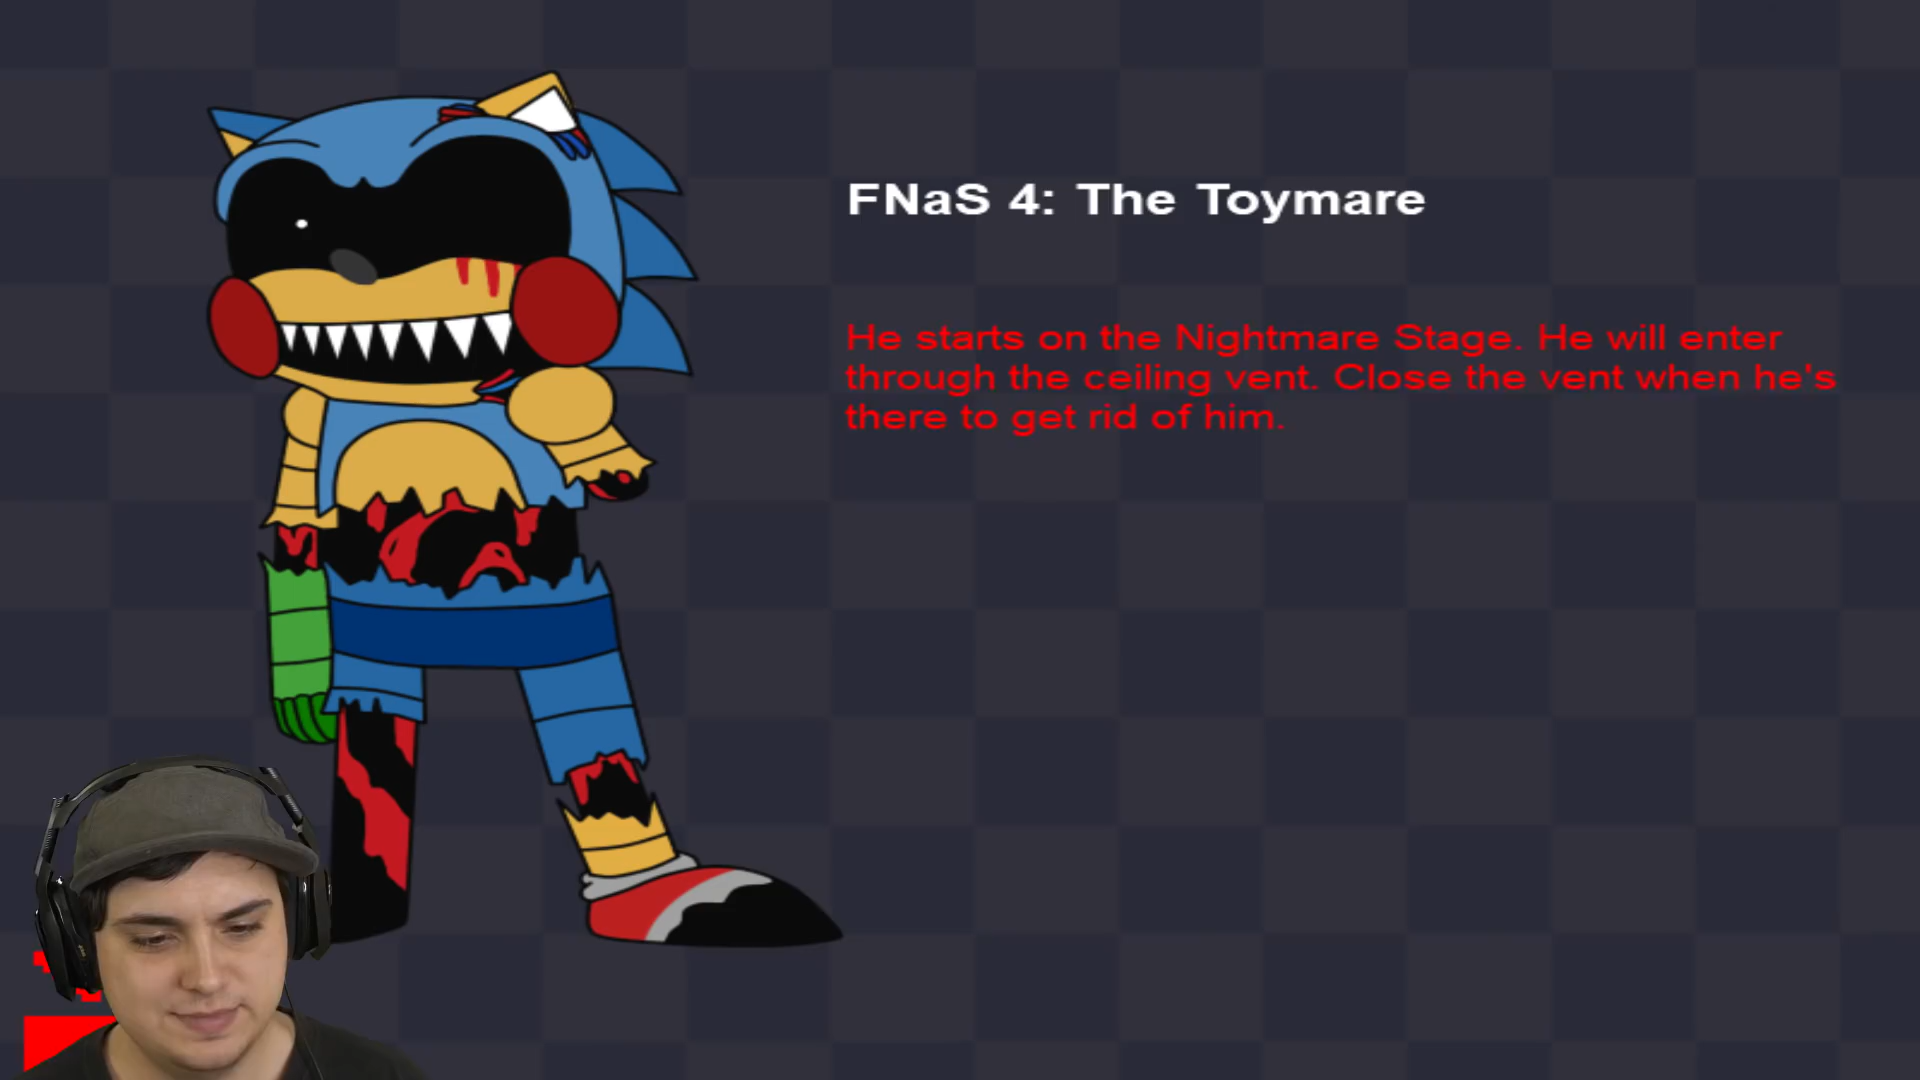 FNaS 4: The Toymare
He starts on the Nightmare Stage. He will enter
through the ceiling vent. Close the vent when he's
there to get rid of him.